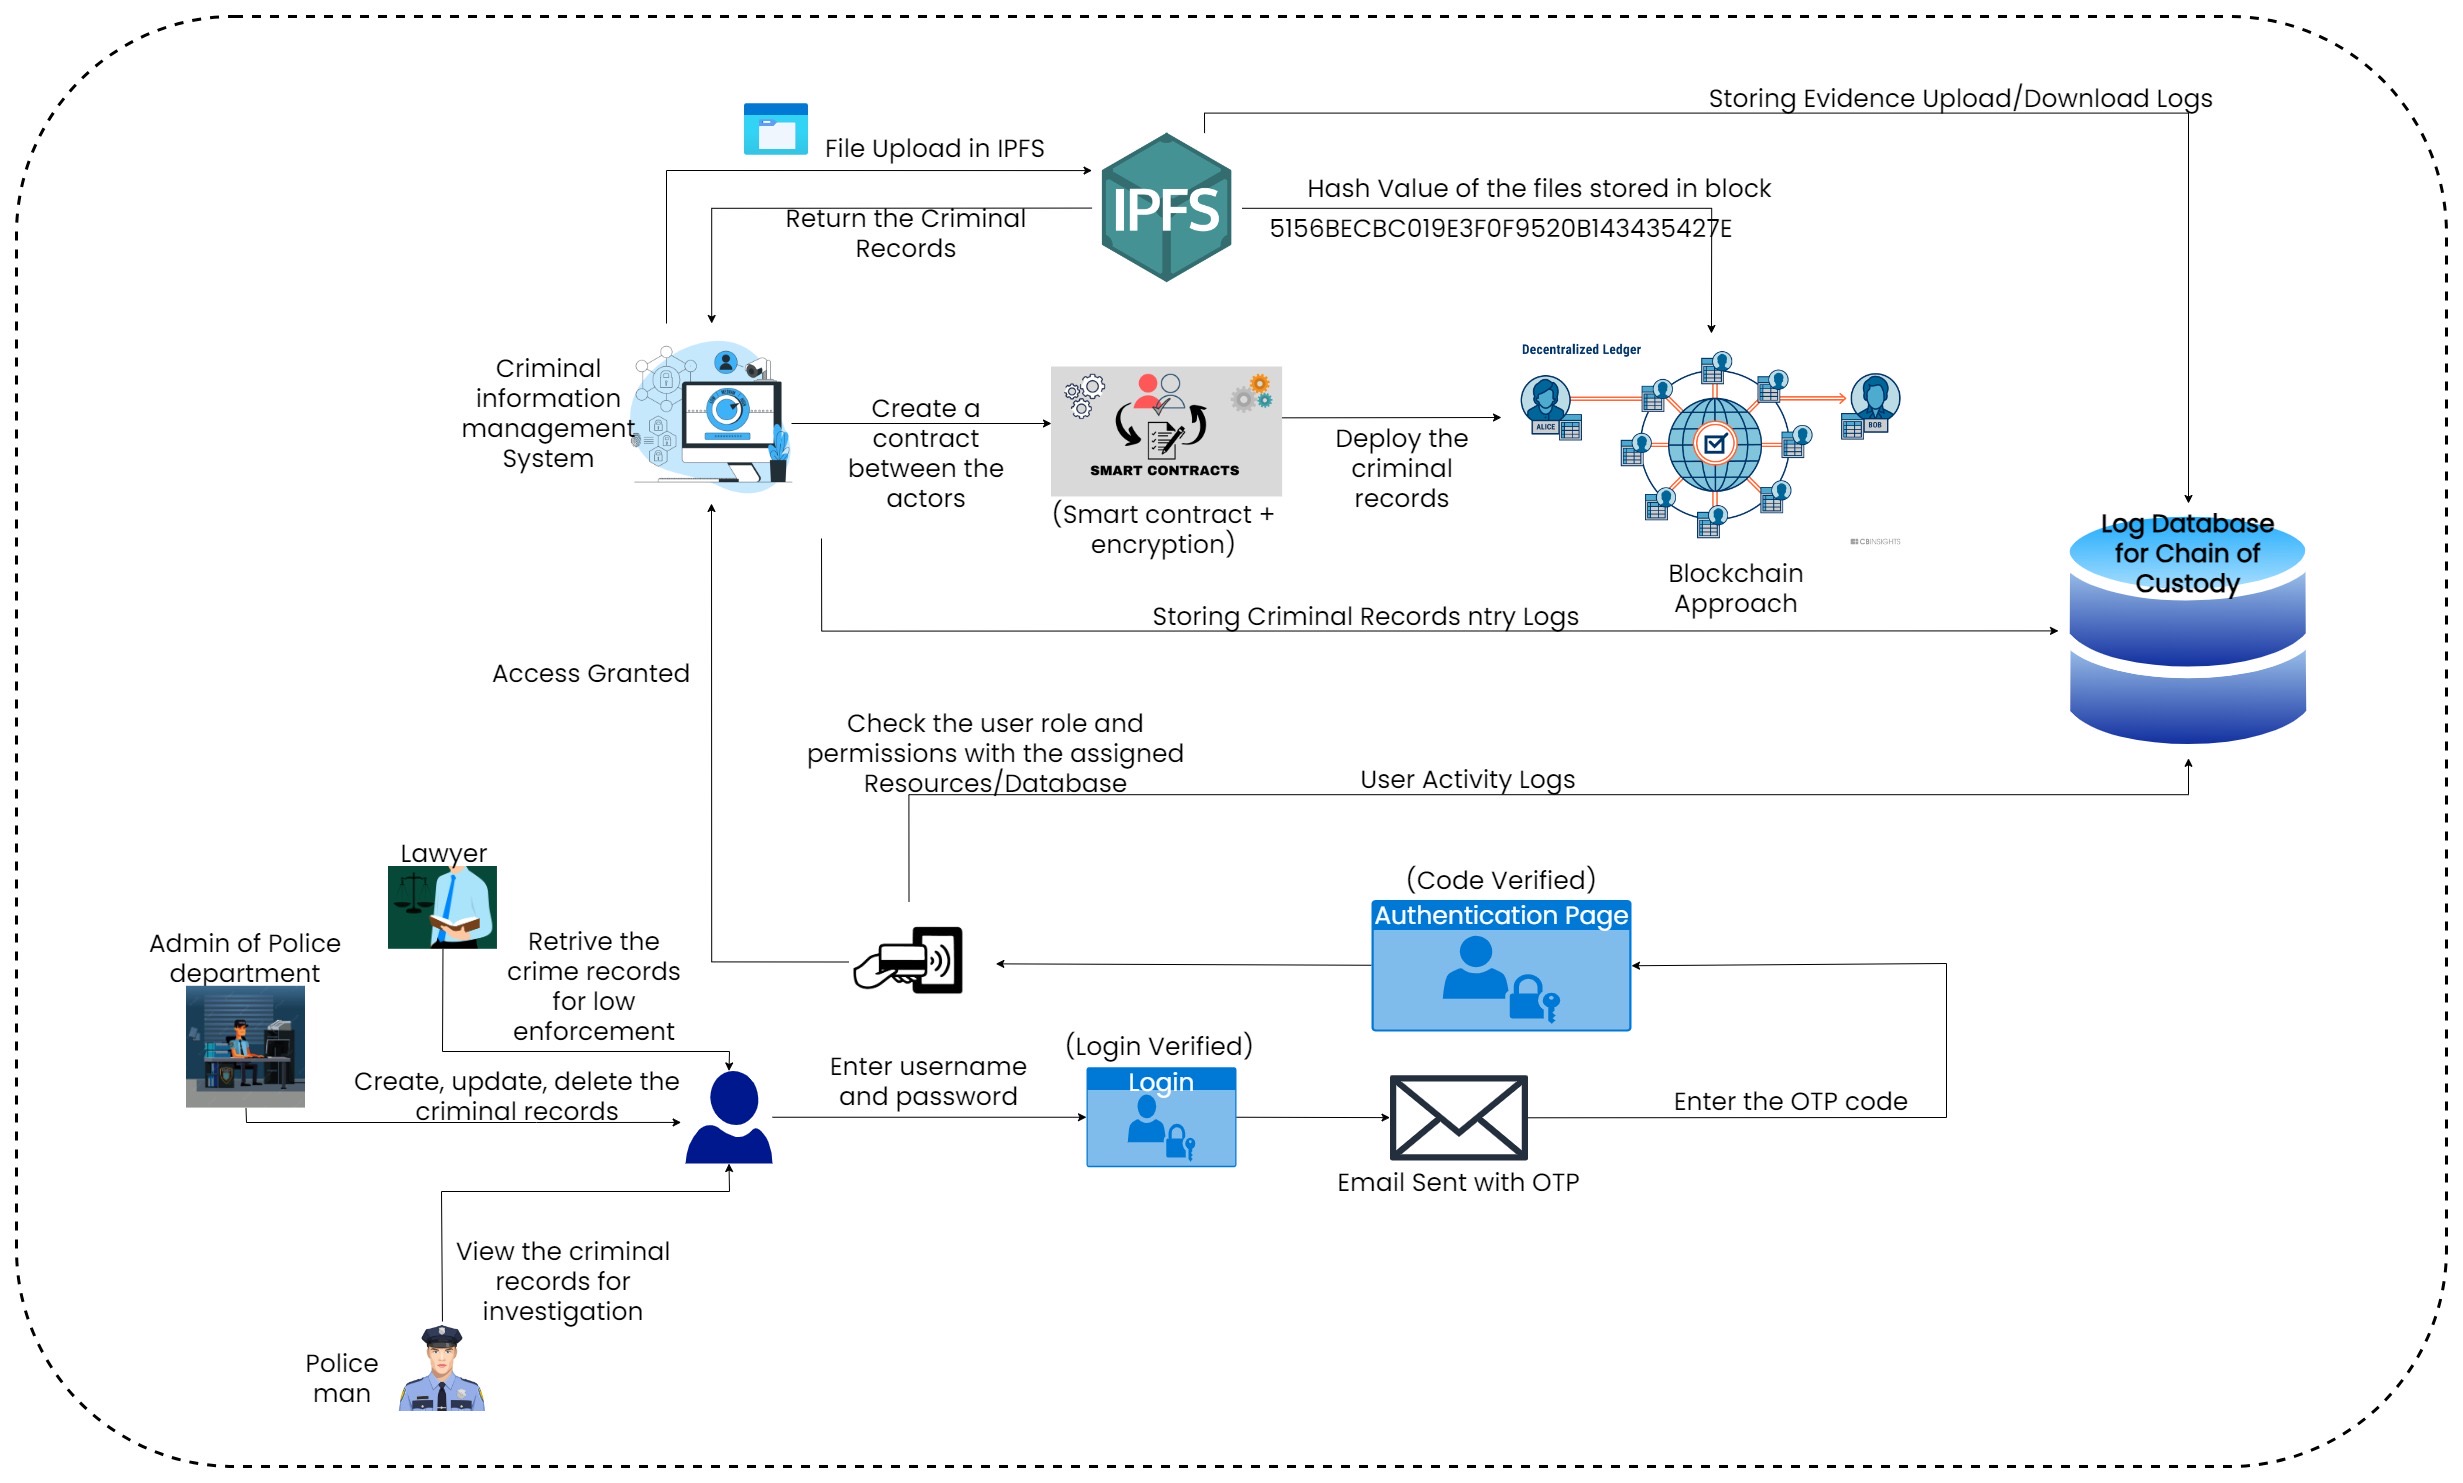 Storing Evidence Upload/Download Logs
File Upload in IPFS
IPFS
Hash Value of the files stored in block
5156BECBC019E3F0F9520B143435427E
Return the Criminal
Records
Decentralized Ledger
ALICE
BOB
CBINSIGHTS
Criminal
information
management
System
Create a
contract
between the
actors
SMART CONTRACTS
(Smart contract +
encryption)
Deploy the
criminal
records
Blockchain
Approach
Log Database
for Chain of
Custody
Storing Criminal Records ntry Logs
Access Granted
Check the user role and
permissions with the assigned
Resources/Database
User Activity Logs
Lawyer
Admin of Police
department
Retrive the
crime records
for low
enforcement
(Code Verified)
Authentication Page
Create, update, delete the
criminal records
Enter username
and password
(Login Verified)
Login
Enter the OTP code
Email Sent with OTP
View the criminal
records for
investigation
Police
man